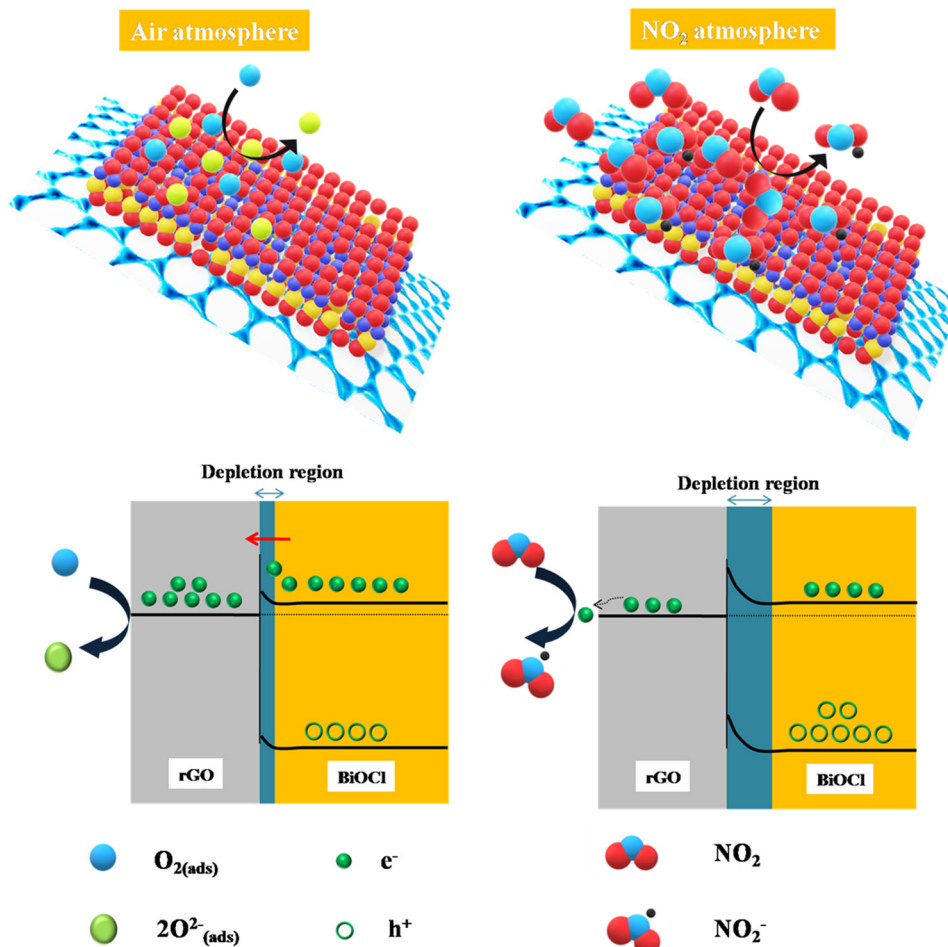 Air atmosphere
NO₂ atmosphere
Depletion region
Depletion region
rGO
BiOCl
rGO
BiOCl
O₂₍ads₎
e⁻
NO₂
2O²⁻₍ads₎
h⁺
NO₂⁻